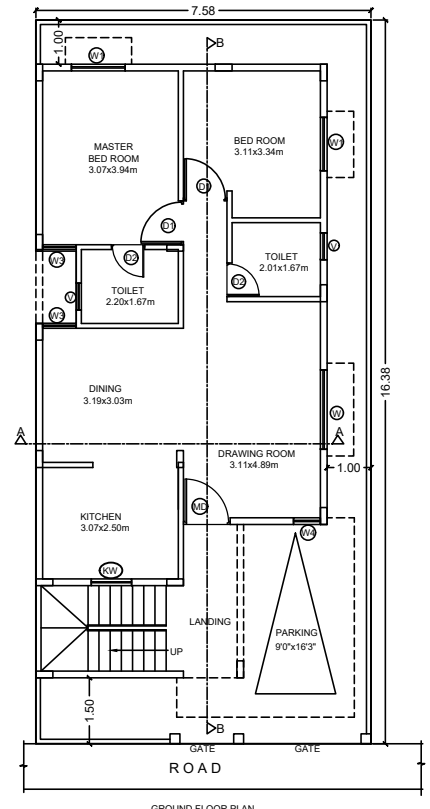 7.58
1.00
B
W1
MASTER
BED ROOM
3.07x3.94m
BED ROOM
3.11x3.34m
W1
D1
D1
W3
D2
TOILET
2.01x1.67m
V
V
TOILET
2.20x1.67m
D2
W3
16.38
DINING
3.19x3.03m
W
A
A
DRAWING ROOM
3.11x4.89m
1.00
KITCHEN
3.07x2.50m
MD
W4
KW
LANDING
PARKING
9'0"x16'3"
UP
1.50
B
GATE
GATE
ROAD
GROUND FLOOR PLAN